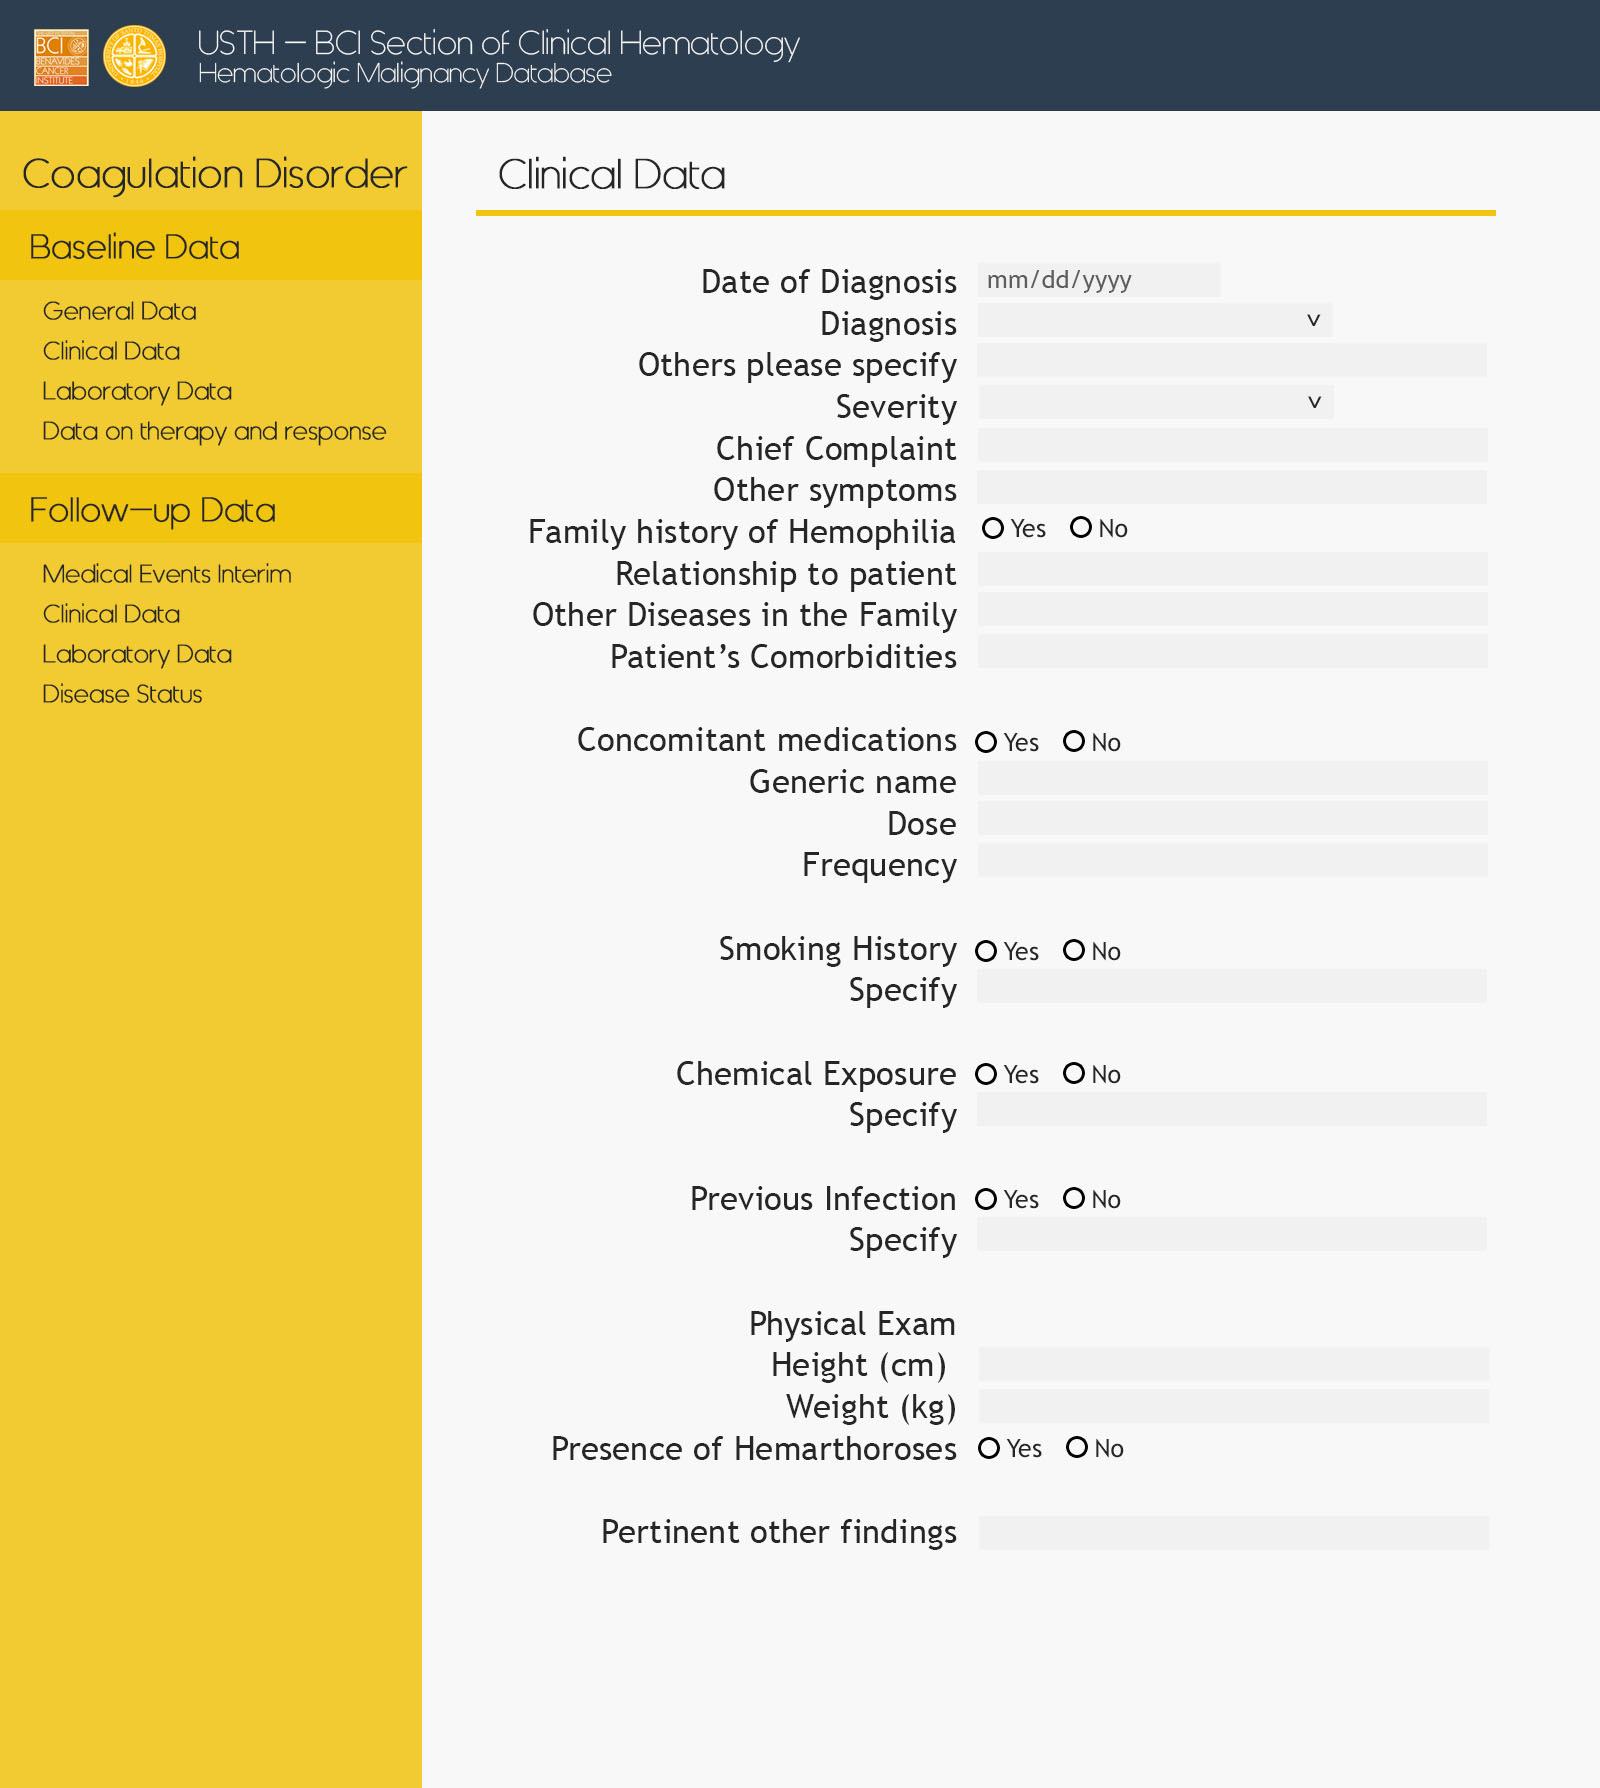 BCI
BENAVIDES
CANCER
INSTITUTE
USTH – BCI Section of Clinical Hematology
Hematologic Malignancy Database
Coagulation Disorder
Baseline Data
General Data
Clinical Data
Laboratory Data
Data on therapy and response
Follow-up Data
Medical Events Interim
Clinical Data
Laboratory Data
Disease Status
Clinical Data
Date of Diagnosis mm/dd/yyyy
Diagnosis
Others please specify
Severity
Chief Complaint
Other symptoms
Family history of Hemophilia Yes No
Relationship to patient
Other Diseases in the Family
Patient’s Comorbidities
Concomitant medications Yes No
Generic name
Dose
Frequency
Smoking History Yes No
Specify
Chemical Exposure Yes No
Specify
Previous Infection Yes No
Specify
Physical Exam
Height (cm)
Weight (kg)
Presence of Hemarthoroses Yes No
Pertinent other findings